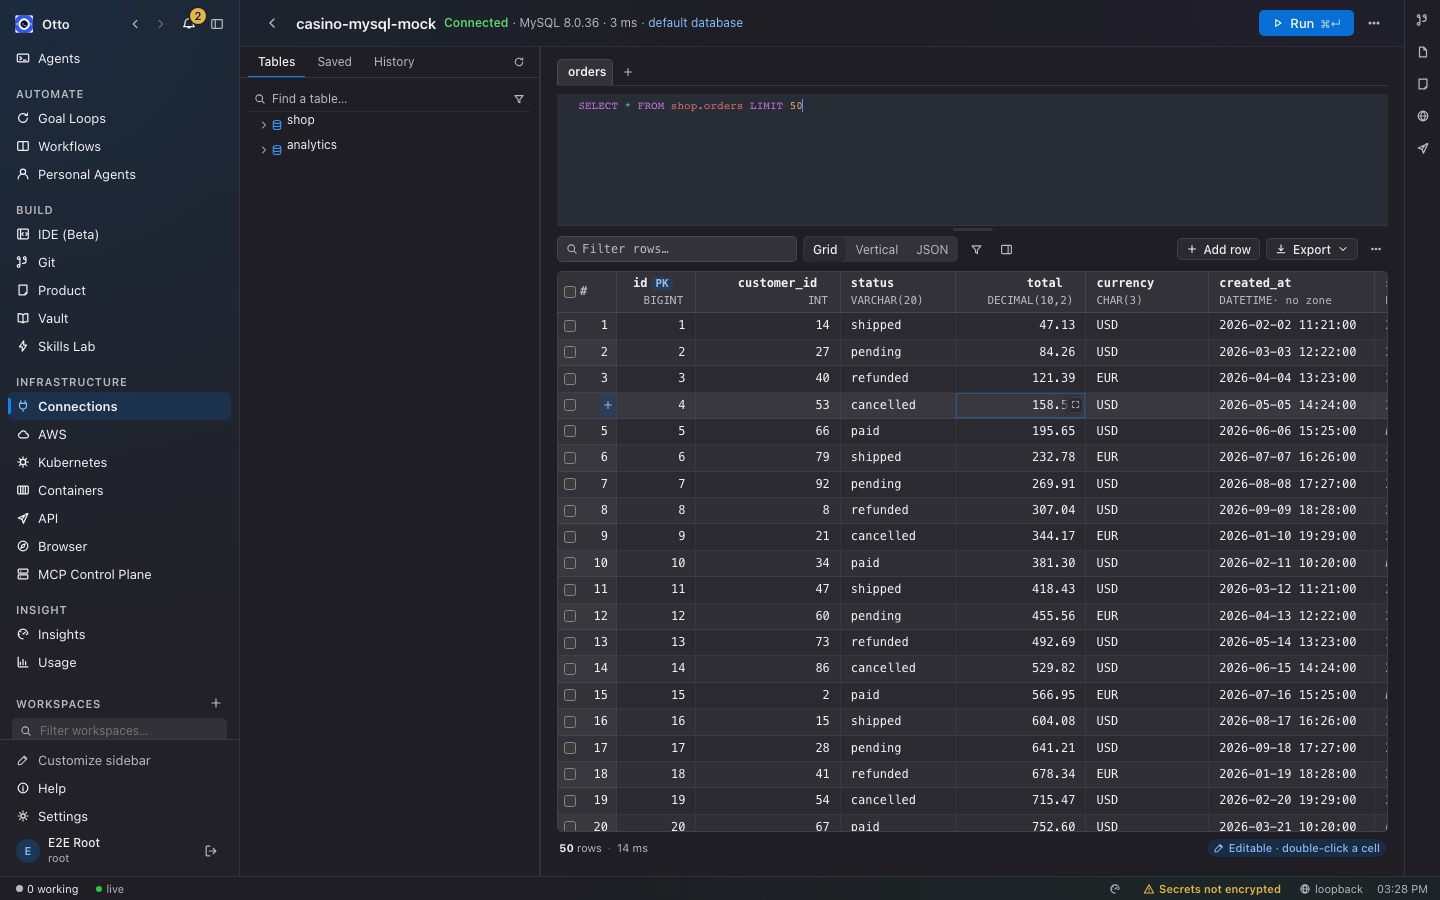 Otto
2
Agents
AUTOMATE
Goal Loops
Workflows
Personal Agents
BUILD
IDE (Beta)
Git
Product
Vault
Skills Lab
INFRASTRUCTURE
Connections
AWS
Kubernetes
Containers
API
Browser
MCP Control Plane
INSIGHT
Insights
Usage
WORKSPACES
Filter workspaces...
Customize sidebar
Help
Settings
E
E2E Root
root
casino-mysql-mock Connected · MySQL 8.0.36 · 3 ms · default database
Run ⌘↵
Tables Saved History
Find a table...
shop
analytics
orders
SELECT * FROM shop.orders LIMIT 50
Filter rows…
Grid Vertical JSON
Add row
Export
# id PK customer_id status total currency created_at
BIGINT INT VARCHAR(20) DECIMAL(10,2) CHAR(3) DATETIME· no zone
1 1 14 shipped 47.13 USD 2026-02-02 11:21:00
2 2 27 pending 84.26 USD 2026-03-03 12:22:00
3 3 40 refunded 121.39 EUR 2026-04-04 13:23:00
4 53 cancelled 158.5 USD 2026-05-05 14:24:00
5 5 66 paid 195.65 USD 2026-06-06 15:25:00
6 6 79 shipped 232.78 EUR 2026-07-07 16:26:00
7 7 92 pending 269.91 USD 2026-08-08 17:27:00
8 8 8 refunded 307.04 USD 2026-09-09 18:28:00
9 9 21 cancelled 344.17 EUR 2026-01-10 19:29:00
10 10 34 paid 381.30 USD 2026-02-11 10:20:00
11 11 47 shipped 418.43 USD 2026-03-12 11:21:00
12 12 60 pending 455.56 EUR 2026-04-13 12:22:00
13 13 73 refunded 492.69 USD 2026-05-14 13:23:00
14 14 86 cancelled 529.82 USD 2026-06-15 14:24:00
15 15 2 paid 566.95 EUR 2026-07-16 15:25:00
16 16 15 shipped 604.08 USD 2026-08-17 16:26:00
17 17 28 pending 641.21 USD 2026-09-18 17:27:00
18 18 41 refunded 678.34 EUR 2026-01-19 18:28:00
19 19 54 cancelled 715.47 USD 2026-02-20 19:29:00
20 20 67 paid 752.60 USD 2026-03-21 10:20:00
50 rows · 14 ms
Editable · double-click a cell
0 working
live
Secrets not encrypted
loopback
03:28 PM